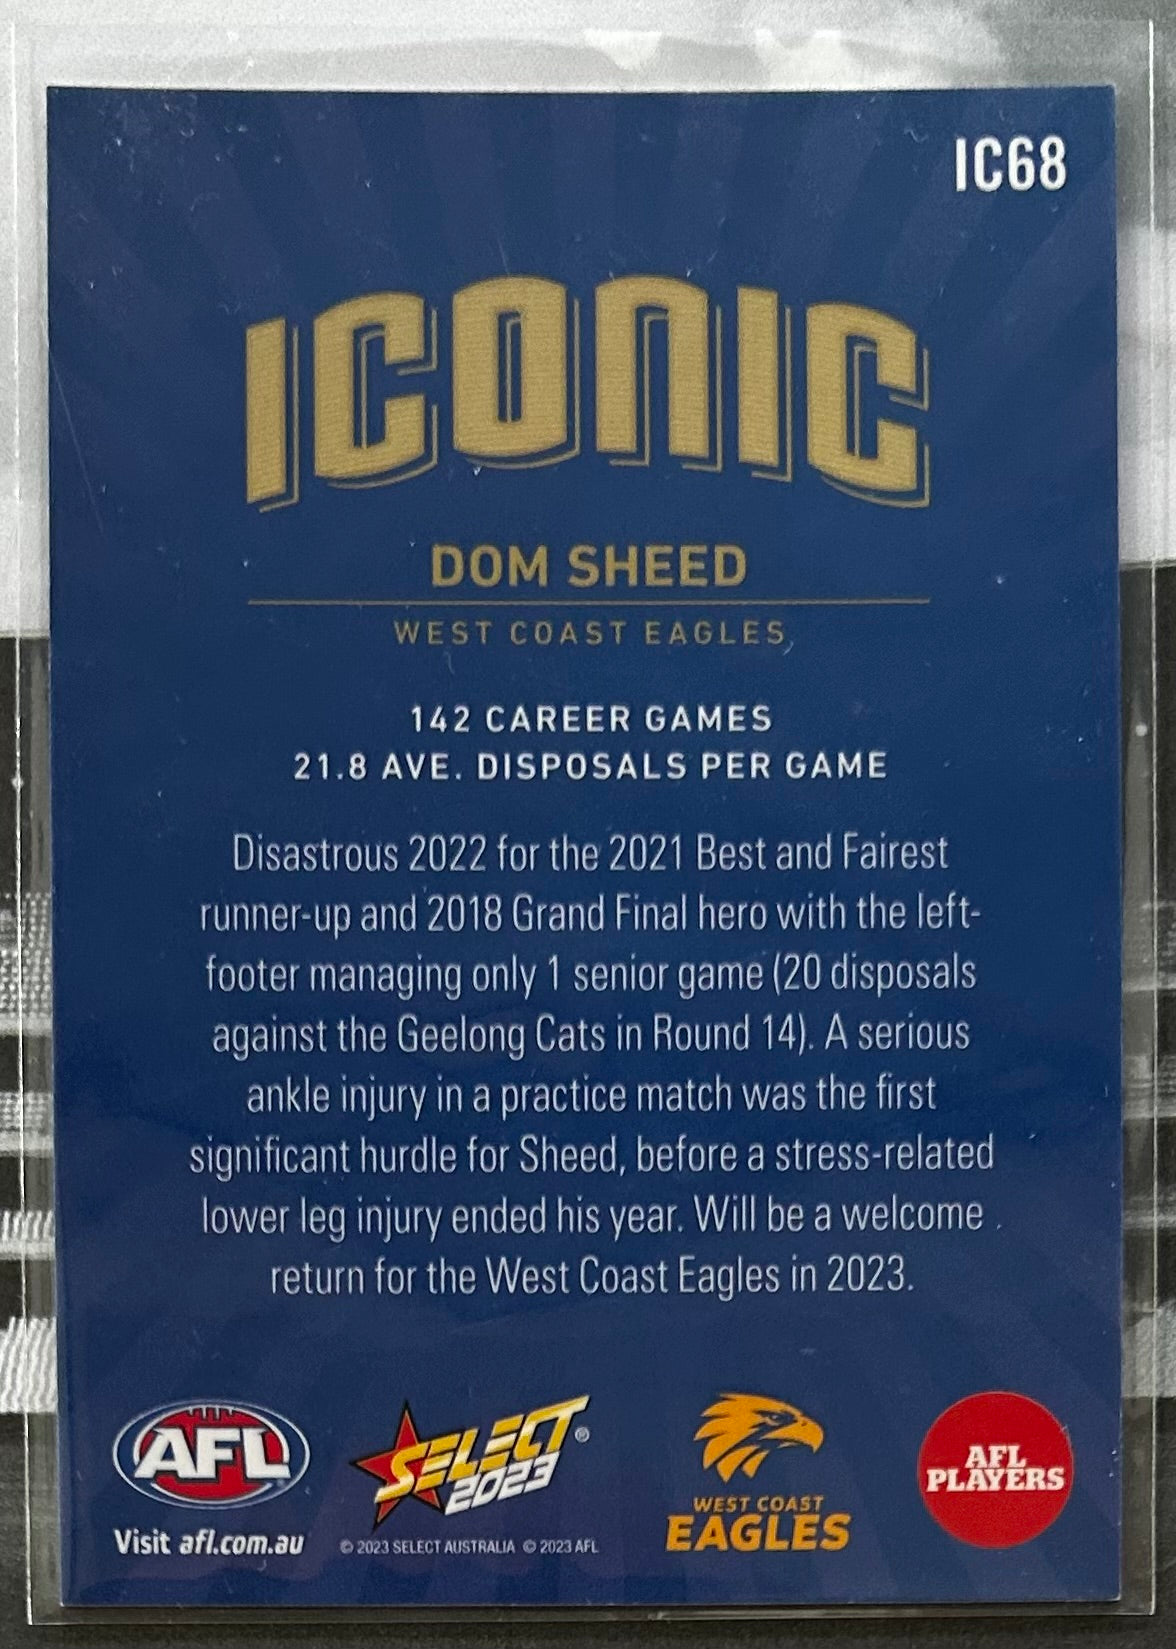 IC68
ICONIC
DOM SHEED
WEST COAST EAGLES
142 CAREER GAMES
21.8 AVE. DISPOSALS PER GAME
Disastrous 2022 for the 2021 Best and Fairest
runner-up and 2018 Grand Final hero with the left-
footer managing only 1 senior game (20 disposals
against the Geelong Cats in Round 14). A serious
ankle injury in a practice match was the first
significant hurdle for Sheed, before a stress-related
lower leg injury ended his year. Will be a welcome
return for the West Coast Eagles in 2023.
AFL
Visit afl.com.au
SELECT®
2023
© 2023 SELECT AUSTRALIA © 2023 AFL
WEST COAST
EAGLES
AFL
PLAYERS